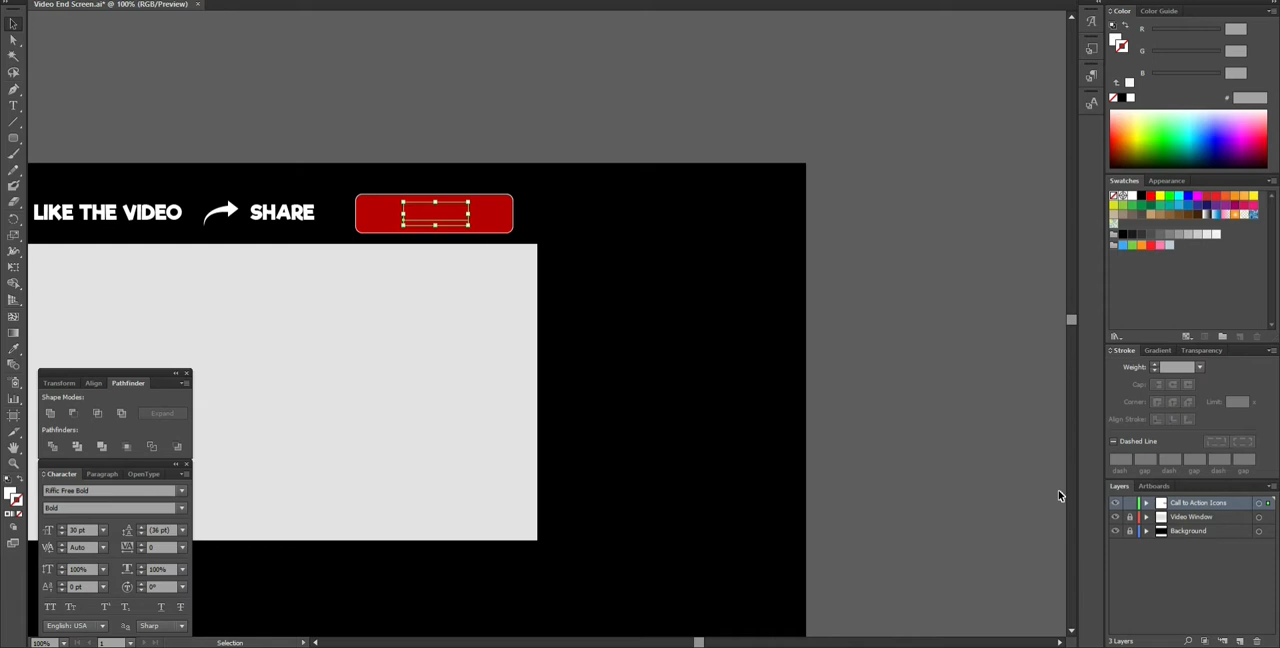 Video End Screen.ai* @ 100% (RGB/Preview) ×
Color Color Guide
R
G
B
#
LIKE THE VIDEO SHARE
Swatches Appearance
Stroke Gradient Transparency
Weight:
Cap:
Corner: Limit: x
Align Stroke:
Dashed Line
dash gap dash gap dash gap
Transform Align Pathfinder
Shape Modes:
Expand
Pathfinders:
Character Paragraph OpenType
Riffic Free Bold
Bold
30 pt (36 pt)
Auto 0
100% 100%
0 pt 0°
English: USA Sharp
Layers Artboards
Call to Action Icons
Video Window
Background
3 Layers
100% 1 Selection